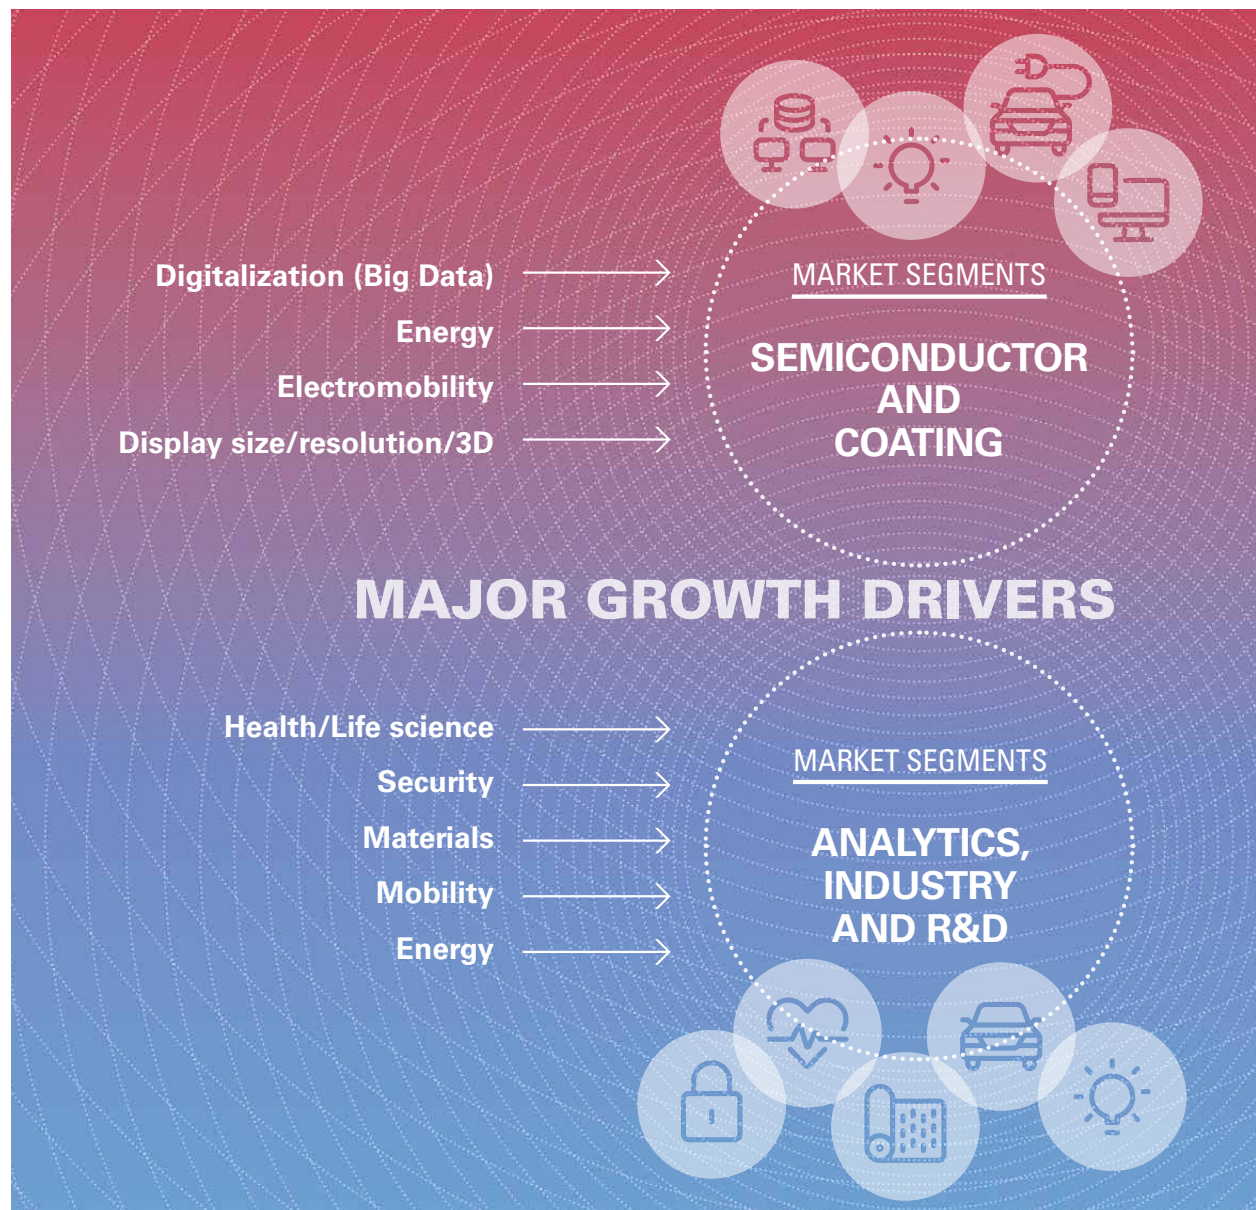 Digitalization (Big Data)
Energy
Electromobility
Display size/resolution/3D
MARKET SEGMENTS
SEMICONDUCTOR
AND
COATING
MAJOR GROWTH DRIVERS
Health/Life science
Security
Materials
Mobility
Energy
MARKET SEGMENTS
ANALYTICS,
INDUSTRY
AND R&D